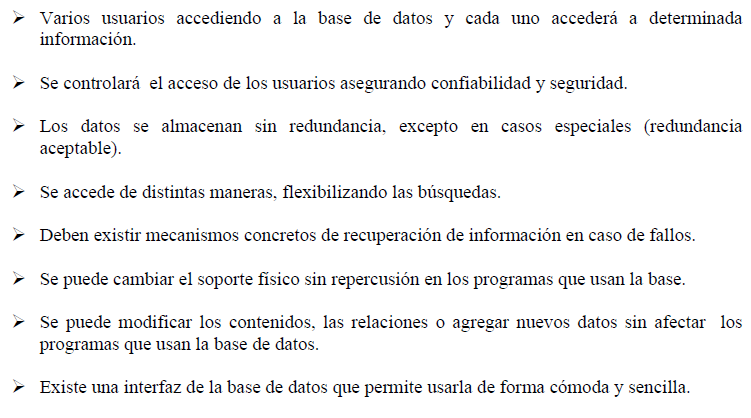 ➢ Varios usuarios accediendo a la base de datos y cada uno accederá a determinada
información.
➢ Se controlará el acceso de los usuarios asegurando confiabilidad y seguridad.
➢ Los datos se almacenan sin redundancia, excepto en casos especiales (redundancia
aceptable).
➢ Se accede de distintas maneras, flexibilizando las búsquedas.
➢ Deben existir mecanismos concretos de recuperación de información en caso de fallos.
➢ Se puede cambiar el soporte físico sin repercusión en los programas que usan la base.
➢ Se puede modificar los contenidos, las relaciones o agregar nuevos datos sin afectar los
programas que usan la base de datos.
➢ Existe una interfaz de la base de datos que permite usarla de forma cómoda y sencilla.